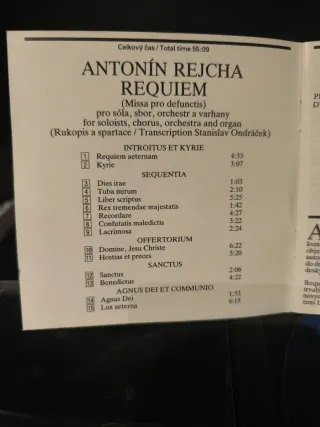 Celkový čas / Total time 55:09
ANTONÍN REJCHA
REQUIEM
(Missa pro defunctis)
pro sóla, sbor, orchestr a varhany
for soloists, chorus, orchestra and organ
(Rukopis a spartace / Transcription Stanislav Ondráček)
INTROITUS ET KYRIE
1 Requiem aeternam 4:33
2 Kyrie 3:07
SEQUENTIA
3 Dies irae 1:03
4 Tuba mirum 2:10
5 Liber scriptus 5:25
6 Rex tremendae majestatis 1:42
7 Recordare 4:27
8 Confutatis maledictis 3:22
9 Lacrimosa 2:24
OFFERTORIUM
10 Domine, Jesu Christe 6:22
11 Hostias et preces 5:20
SANCTUS
12 Sanctus 2:06
13 Benedictus 4:22
AGNUS DEI ET COMMUNIO
14 Agnus Dei 1:33
15 Lux aeterna 6:13